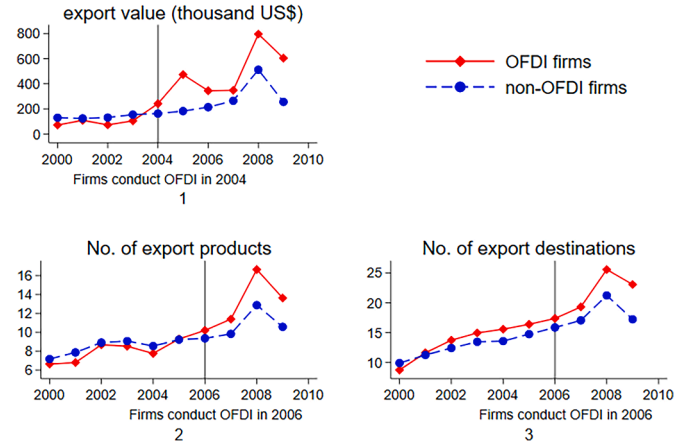 export value (thousand US$)
800
600
400
200
0
2000 2002 2004 2006 2008 2010
Firms conduct OFDI in 2004
1
OFDI firms
non-OFDI firms
No. of export products
16
14
12
10
8
6
2000 2002 2004 2006 2008 2010
Firms conduct OFDI in 2006
2
No. of export destinations
25
20
15
10
2000 2002 2004 2006 2008 2010
Firms conduct OFDI in 2006
3